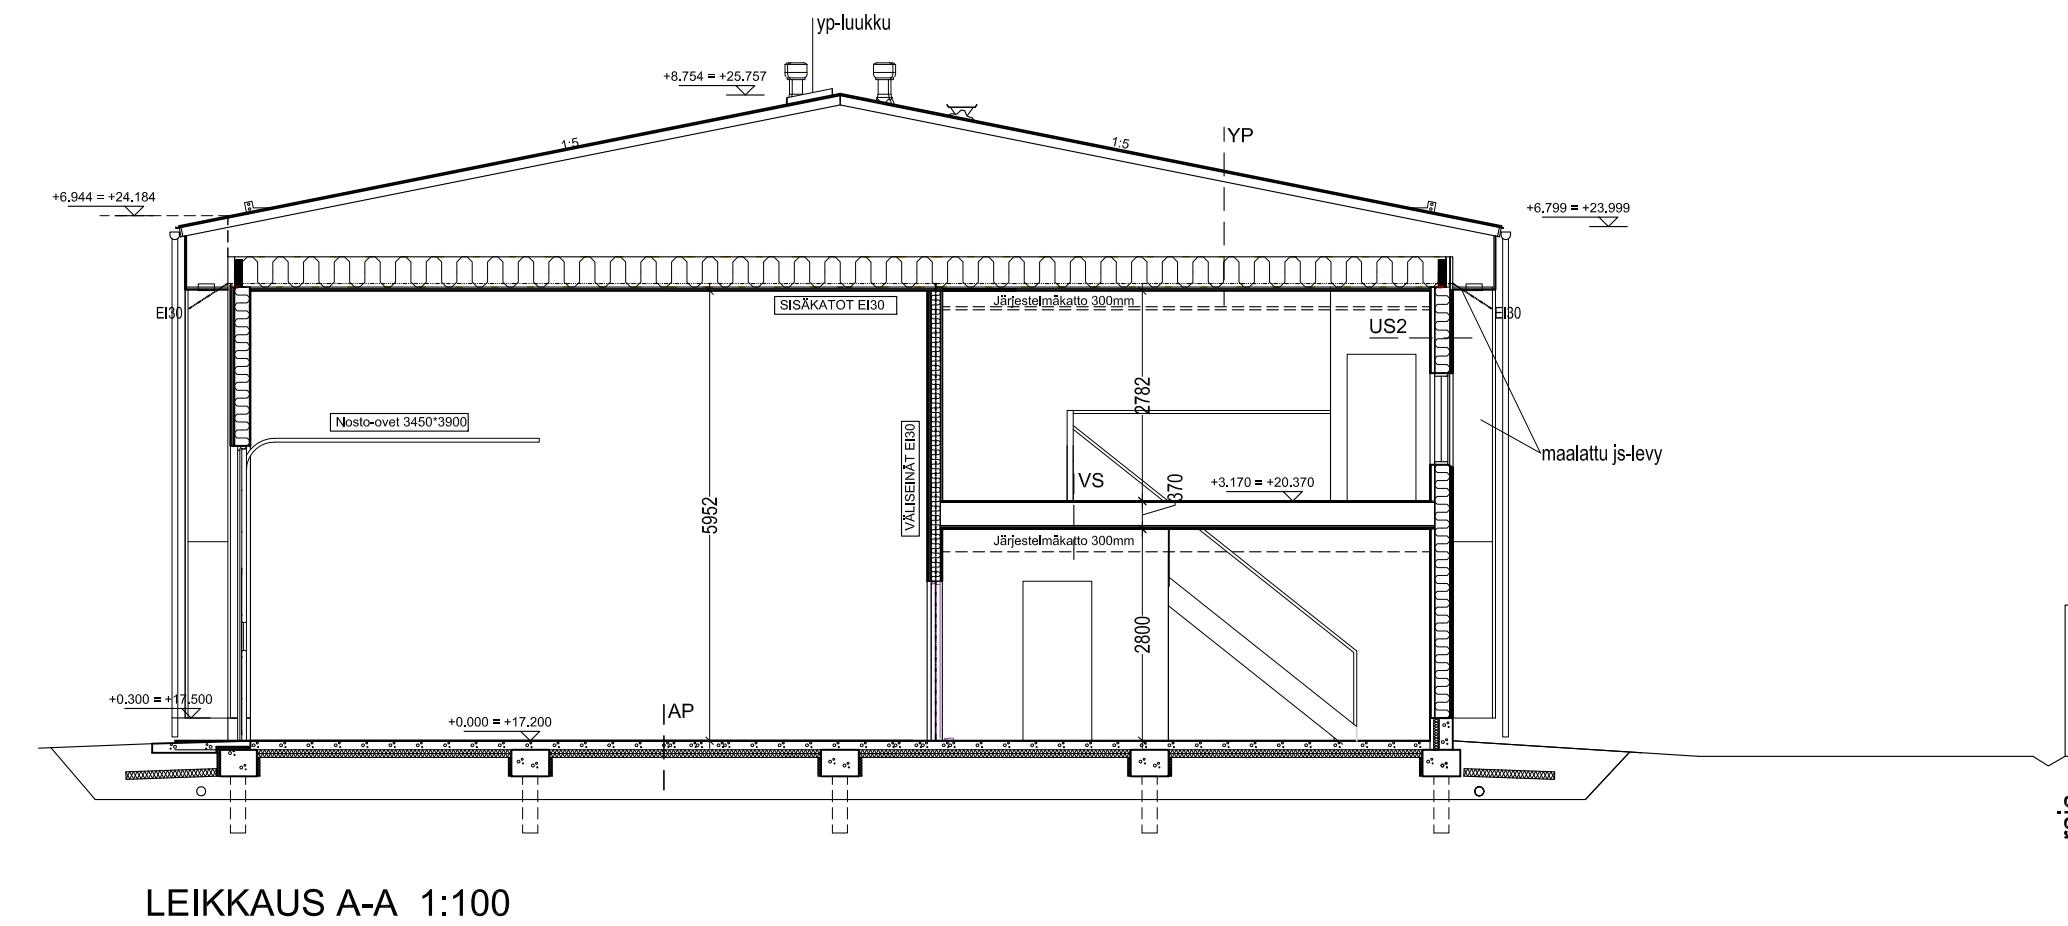 yp-luukku
+8.754 = +25.757
1:5
1:5
YP
+6.944 = +24.184
+6.799 = +23.999
EI30
SISÄKATOT EI30
Järjestelmäkatto 300mm
EI30
US2
2782
Nosto-ovet 3450*3900
VÄLISEINÄT EI30
maalattu js-levy
VS
370
+3.170 = +20.370
5952
Järjestelmäkatto 300mm
2800
+0.300 = +17.500
+0.000 = +17.200
AP
LEIKKAUS A-A 1:100